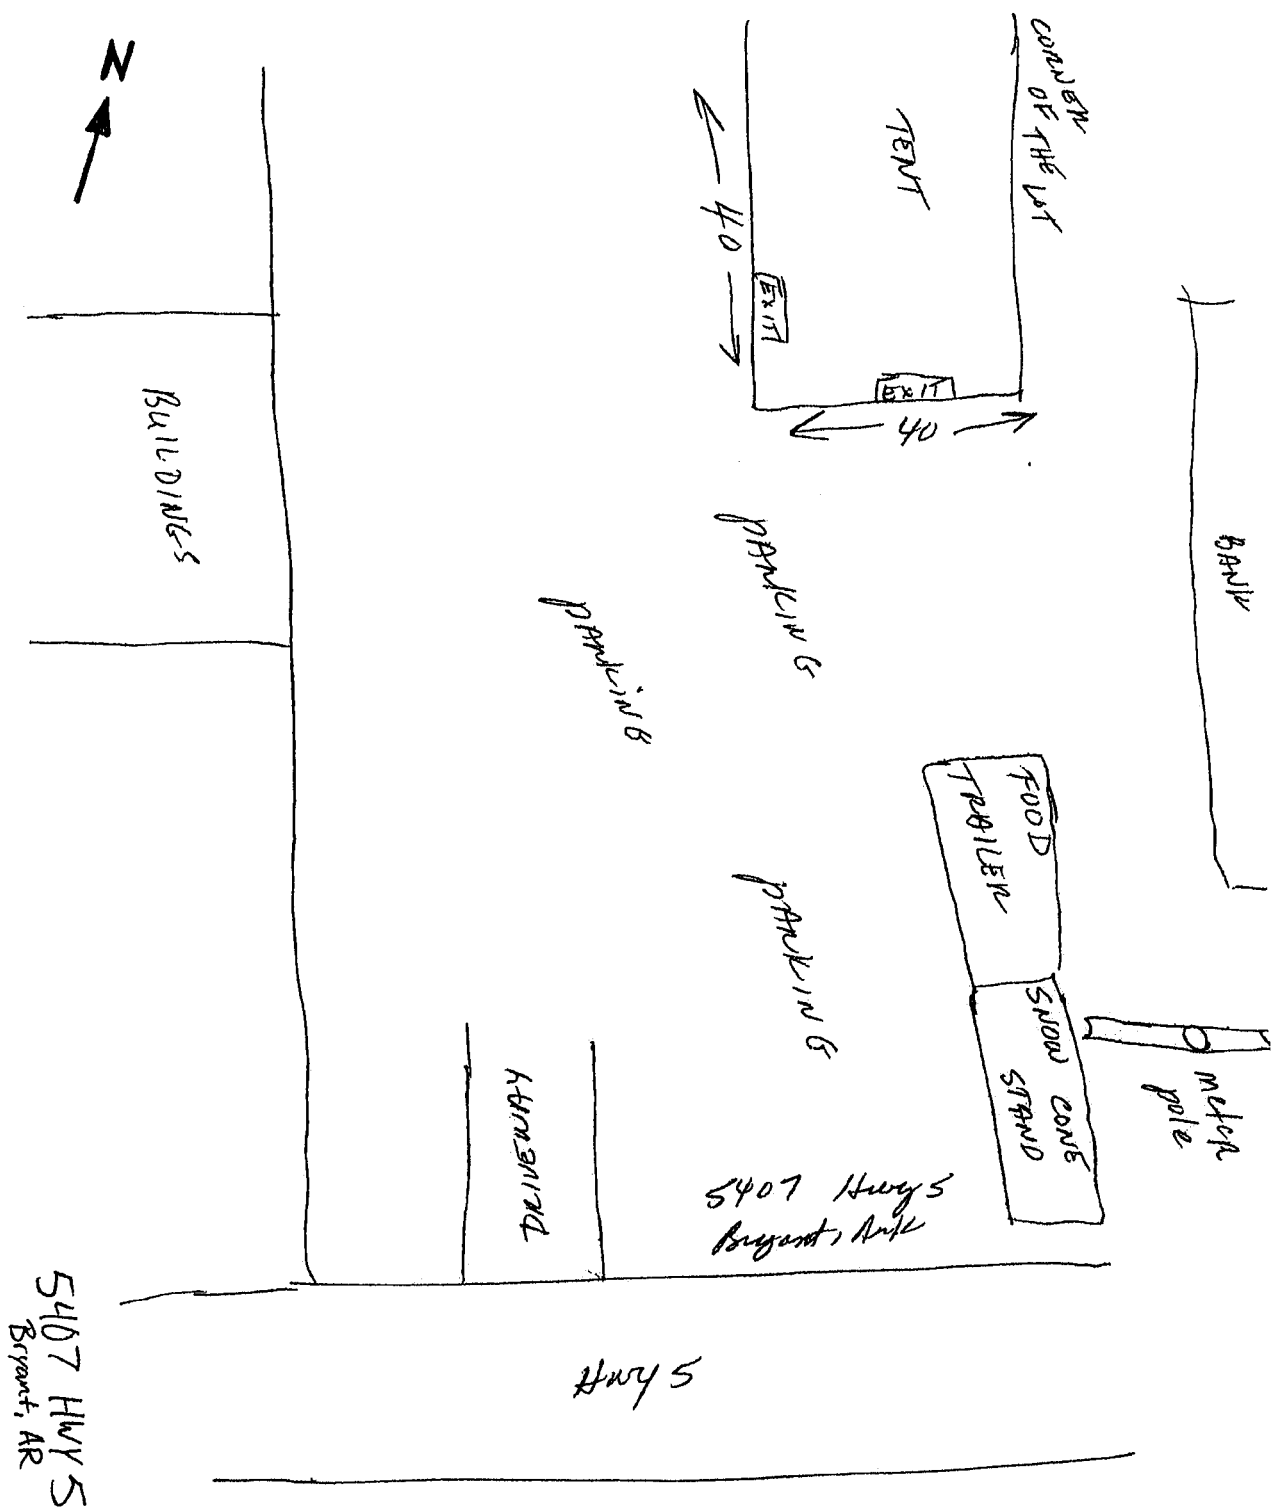 N
CORNER
OF THE LOT
TENT
40
EXIT
EXIT
40
BUILDINGS
BANK
PARKING
PARKING
FOOD
TRAILER
PARKING
SNOW CONE
STAND
Meter
pole
DRIVEWAY
5407 Hwy 5
Bryant, Ark
Hwy 5
5407 HWY 5
Bryant, AR